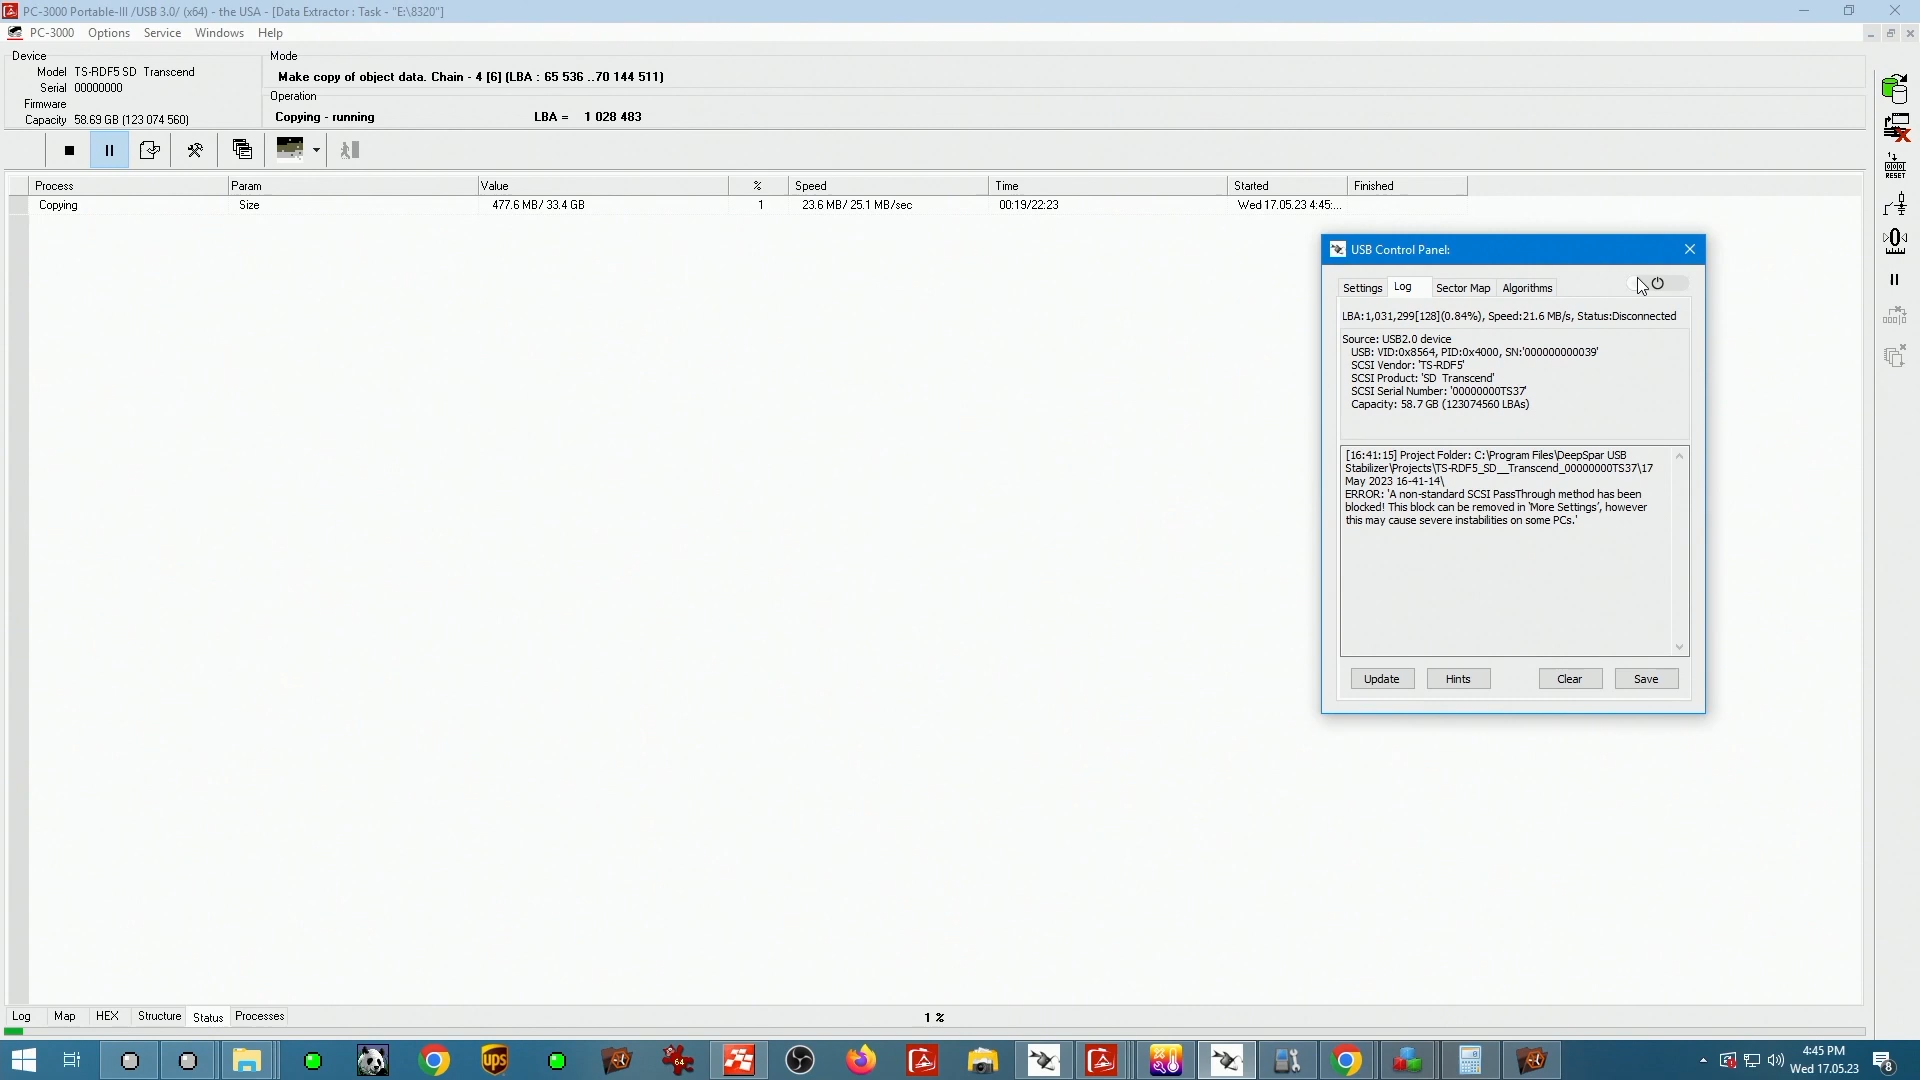 PC-3000 Portable-III /USB 3.0/ (x64) - the USA - [Data Extractor : Task - "E:\8320"]
PC-3000 Options Service Windows Help
Device
Model TS-RDF5 SD Transcend
Serial 00000000
Firmware
Capacity 58.69 GB (123 074 560)
Mode
Make copy of object data. Chain - 4 [6] (LBA : 65 536 ..70 144 511)
Operation
Copying - running LBA = 1 028 483
RESET
Process Param Value % Speed Time Started Finished
Copying Size 477.6 MB/ 33.4 GB 1 23.6 MB/ 25.1 MB/sec 00:19/22:23 Wed 17.05.23 4:45:...
USB Control Panel:
Settings Log Sector Map Algorithms
LBA:1,031,299[128](0.84%), Speed:21.6 MB/s, Status:Disconnected
Source: USB2.0 device
USB: VID:0x8564, PID:0x4000, SN:'000000000039'
SCSI Vendor: 'TS-RDF5'
SCSI Product: 'SD Transcend'
SCSI Serial Number: '00000000TS37'
Capacity: 58.7 GB (123074560 LBAs)
[16:41:15] Project Folder: C:\Program Files\DeepSpar USB
Stabilizer\Projects\TS-RDF5_SD__Transcend_00000000TS37\17
May 2023 16-41-14\
ERROR: 'A non-standard SCSI PassThrough method has been
blocked! This block can be removed in 'More Settings', however
this may cause severe instabilities on some PCs.'
Update Hints Clear Save
Log Map HEX Structure Status Processes
1 %
ups
64
4:45 PM
Wed 17.05.23
8